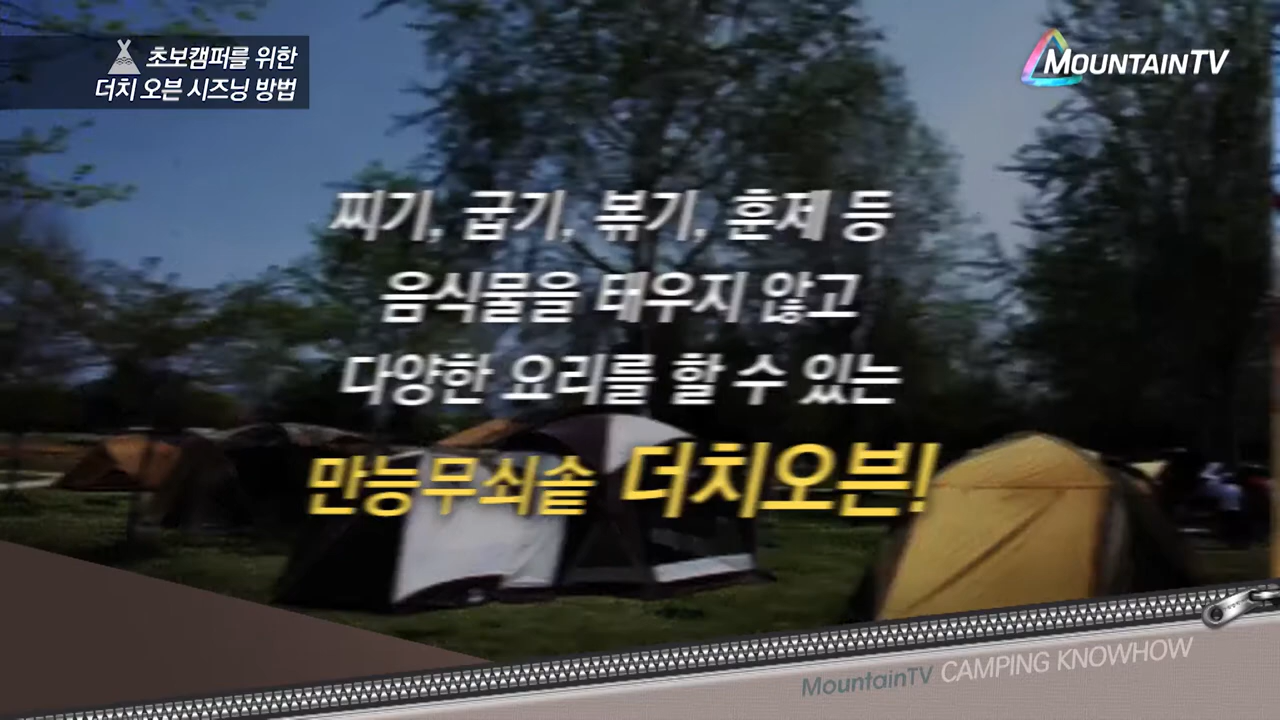 초보캠퍼를 위한
더치 오븐 시즈닝 방법
MOUNTAINTV
찌기, 굽기, 볶기, 훈제 등
음식물을 태우지 않고
다양한 요리를 할 수 있는
만능무쇠솥 더치오븐!
MountainTV CAMPING KNOWHOW